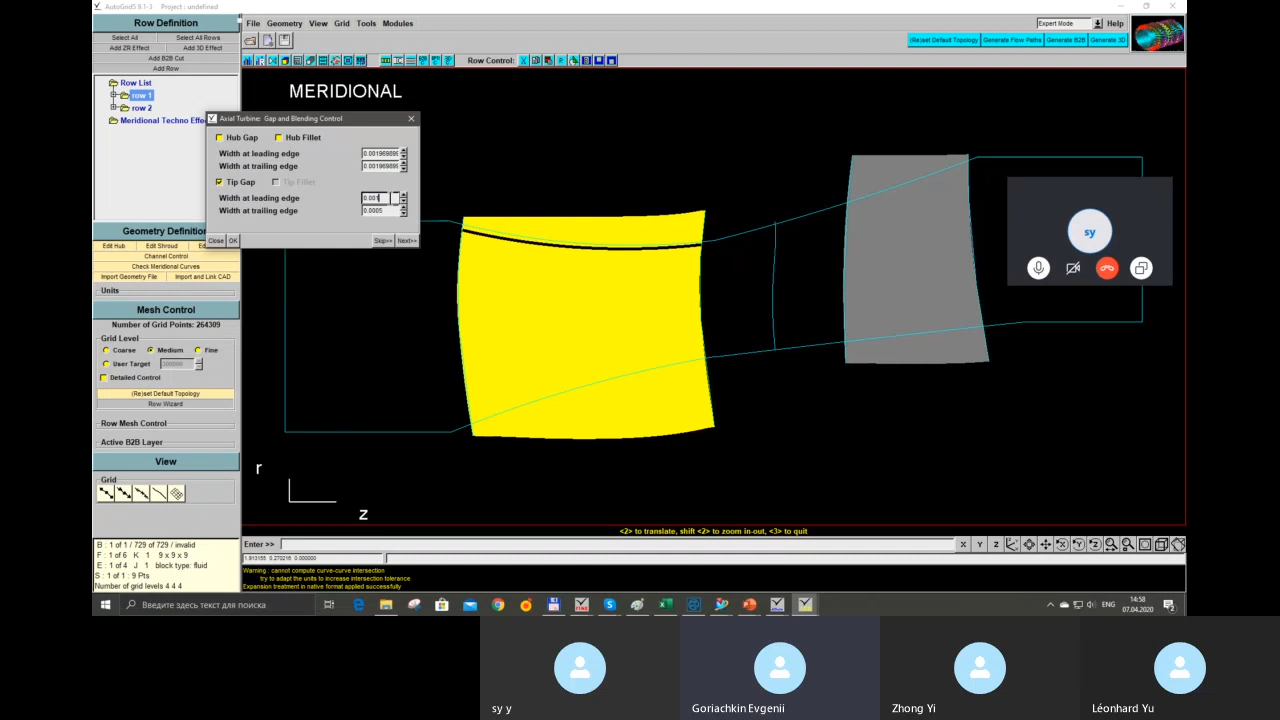 AutoGrid5 9.1-3   Project : undefined
Row Definition
File Geometry View Grid Tools Modules
Expert Mode Help
Select All Select All Rows
Add ZR Effect Add 3D Effect
Add B2B Cut
Add Row
(Re)set Default Topology Generate Flow Paths Generate B2B Generate 3D
Row Control:
Row List
row 1
row 2
Meridional Techno Effe
MERIDIONAL
Axial Turbine: Gap and Blending Control
Hub Gap Hub Fillet
Width at leading edge 0.001969899
Width at trailing edge 0.001969899
Tip Gap Tip Fillet
Width at leading edge 0.001
Width at trailing edge 0.0005
Close OK Skip>> Next>>
Geometry Definition
Edit Hub Edit Shroud
Channel Control
Check Meridional Curves
Import Geometry File Import and Link CAD
Units
Mesh Control
Number of Grid Points: 264309
Grid Level
Coarse Medium Fine
User Target
Detailed Control
(Re)set Default Topology
Row Wizard
Row Mesh Control
Active B2B Layer
View
Grid
r
z
sy
<2> to translate, shift <2> to zoom in-out, <3> to quit
Enter >>
X Y Z
B : 1 of 1 / 729 of 729 / invalid
F : 1 of 6 K 1 9 x 9 x 9
E : 1 of 4 J 1 block type: fluid
S : 1 of 1 : 9 Pts
Number of grid levels 4 4 4
Warning : cannot compute curve-curve intersection
try to adapt the units to increase intersection tolerance
Expansion treatment in native format applied successfully
Введите здесь текст для поиска
ENG
14:58
07.04.2020
sy y
Goriachkin Evgenii
Zhong Yi
Léonhard Yu